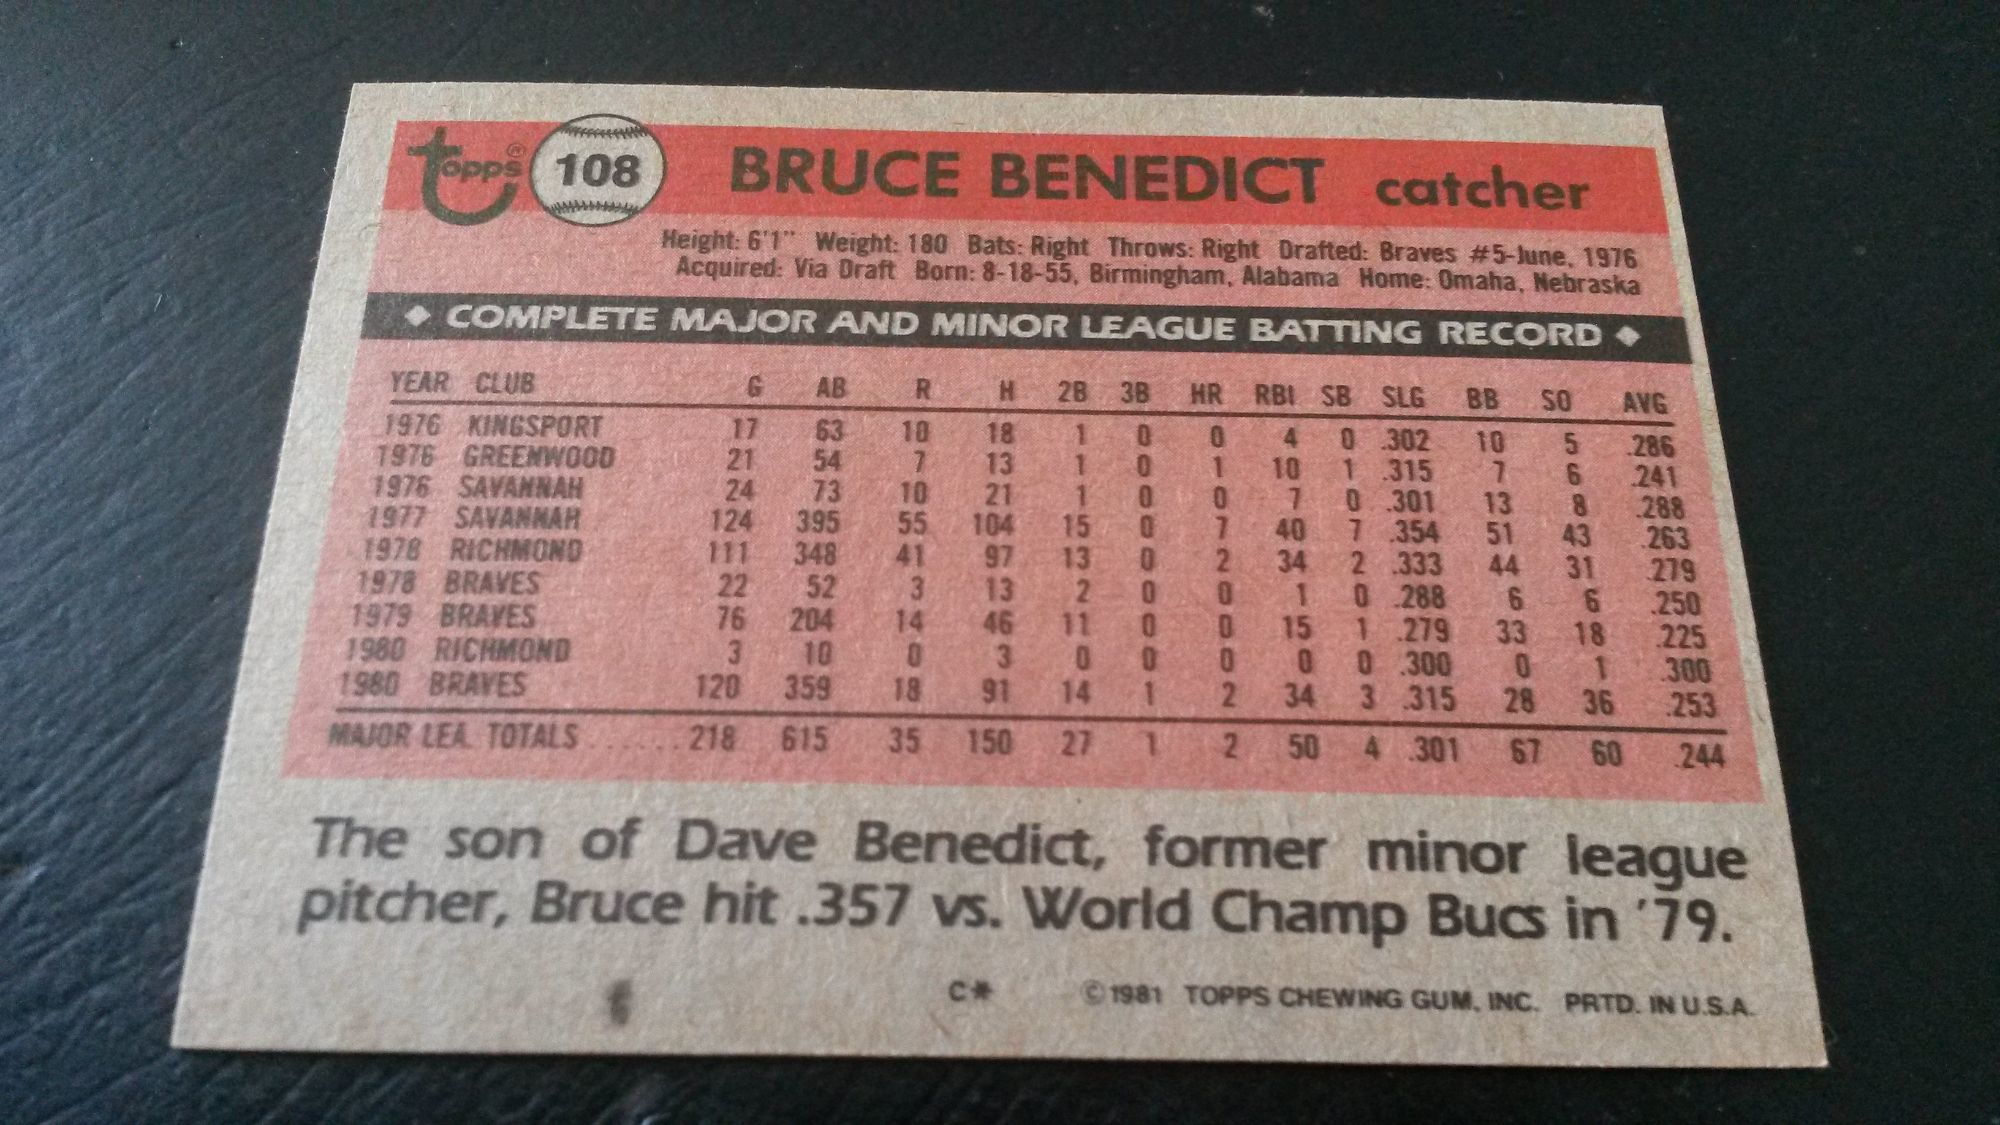 topps® 108 BRUCE BENEDICT catcher
Height: 6'1" Weight: 180 Bats: Right Throws: Right Drafted: Braves #5-June, 1976
Acquired: Via Draft Born: 8-18-55, Birmingham, Alabama Home: Omaha, Nebraska
◆ COMPLETE MAJOR AND MINOR LEAGUE BATTING RECORD ◆
YEAR CLUB G AB R H 2B 3B HR RBI SB SLG BB SO AVG
1976 KINGSPORT 17 63 10 18 1 0 0 4 0 .302 10 5 .286
1976 GREENWOOD 21 54 7 13 1 0 1 10 1 .315 7 6 .241
1976 SAVANNAH 24 73 10 21 1 0 0 7 0 .301 13 8 .288
1977 SAVANNAH 124 395 55 104 15 0 7 40 7 .354 51 43 .263
1978 RICHMOND 111 348 41 97 13 0 2 34 2 .333 44 31 .279
1978 BRAVES 22 52 3 13 2 0 0 1 0 .288 6 6 .250
1979 BRAVES 76 204 14 46 11 0 0 15 1 .279 33 18 .225
1980 RICHMOND 3 10 0 3 0 0 0 0 0 .300 0 1 .300
1980 BRAVES 120 359 18 91 14 1 2 34 3 .315 28 36 .253
MAJOR LEA. TOTALS ...... 218 615 35 150 27 1 2 50 4 .301 67 60 .244
The son of Dave Benedict, former minor league
pitcher, Bruce hit .357 vs. World Champ Bucs in '79.
C* © 1981 TOPPS CHEWING GUM, INC. PRTD. IN U.S.A.